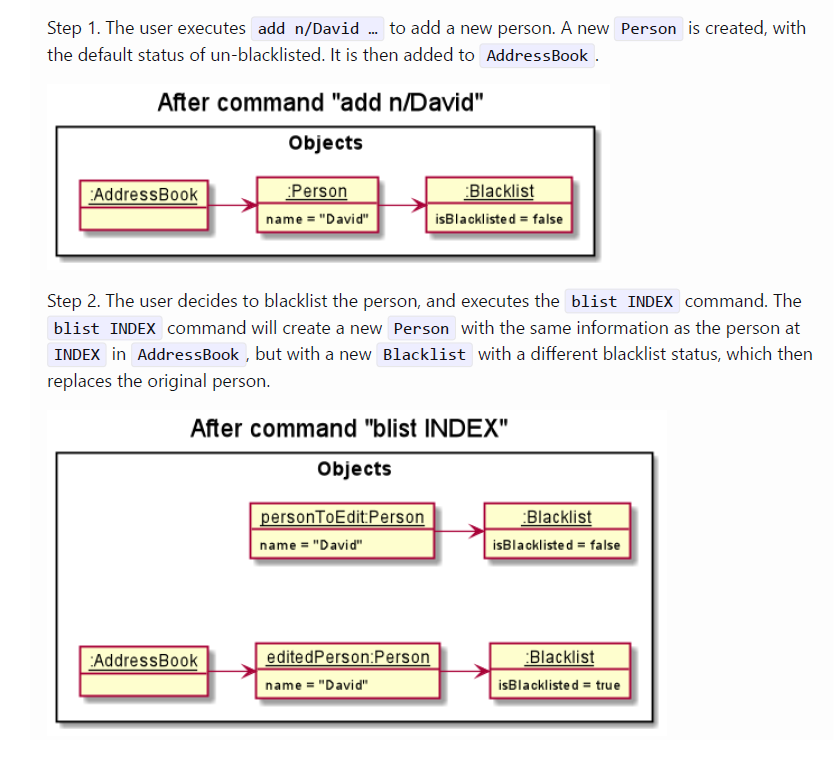 Step 1. The user executes add n/David … to add a new person. A new Person is created, with
the default status of un-blacklisted. It is then added to AddressBook .
After command "add n/David"
Objects
:AddressBook
:Person
name = "David"
:Blacklist
isBlacklisted = false
Step 2. The user decides to blacklist the person, and executes the blist INDEX command. The
blist INDEX command will create a new Person with the same information as the person at
INDEX in AddressBook , but with a new Blacklist with a different blacklist status, which then
replaces the original person.
After command "blist INDEX"
Objects
personToEdit:Person
name = "David"
:Blacklist
isBlacklisted = false
:AddressBook
editedPerson:Person
name = "David"
:Blacklist
isBlacklisted = true